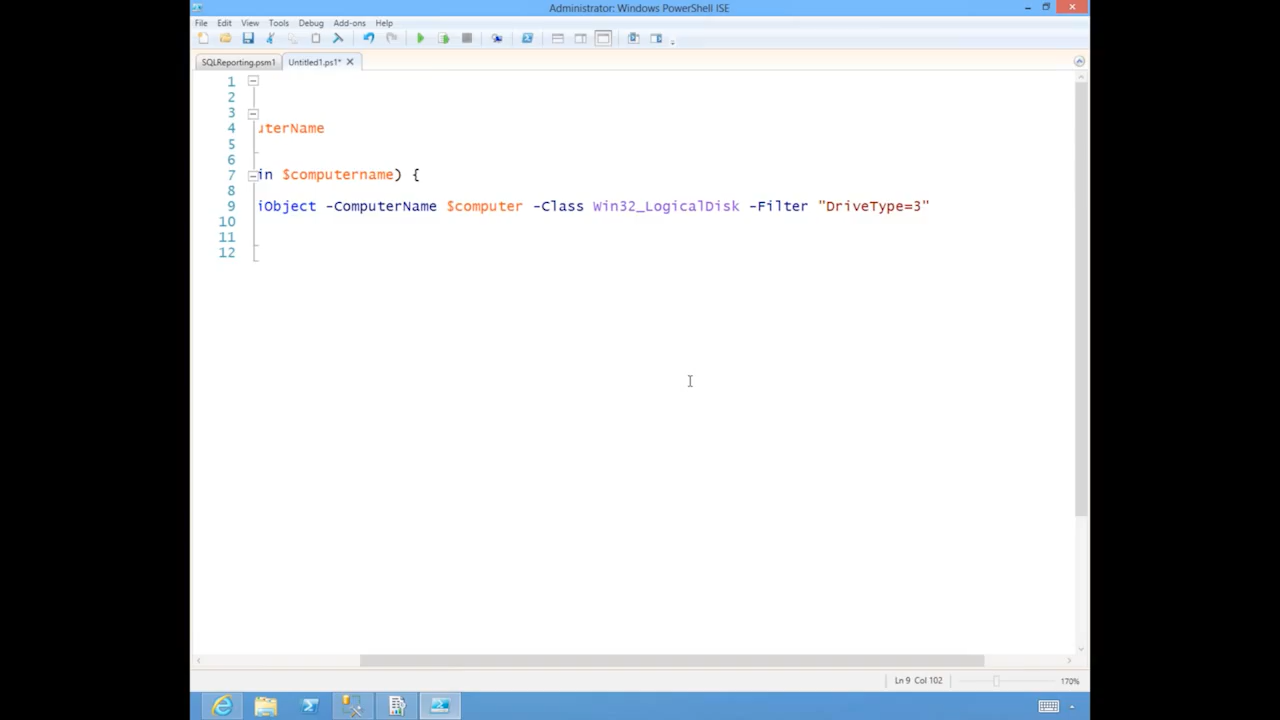 Administrator: Windows PowerShell ISE
File Edit View Tools Debug Add-ons Help
SQLReporting.psm1 Untitled1.ps1*
1
2
3
4 uterName
5
6
7 in $computername) {
8
9 iObject -ComputerName $computer -Class Win32_LogicalDisk -Filter "DriveType=3"
10
11
12
Ln 9 Col 102 170%